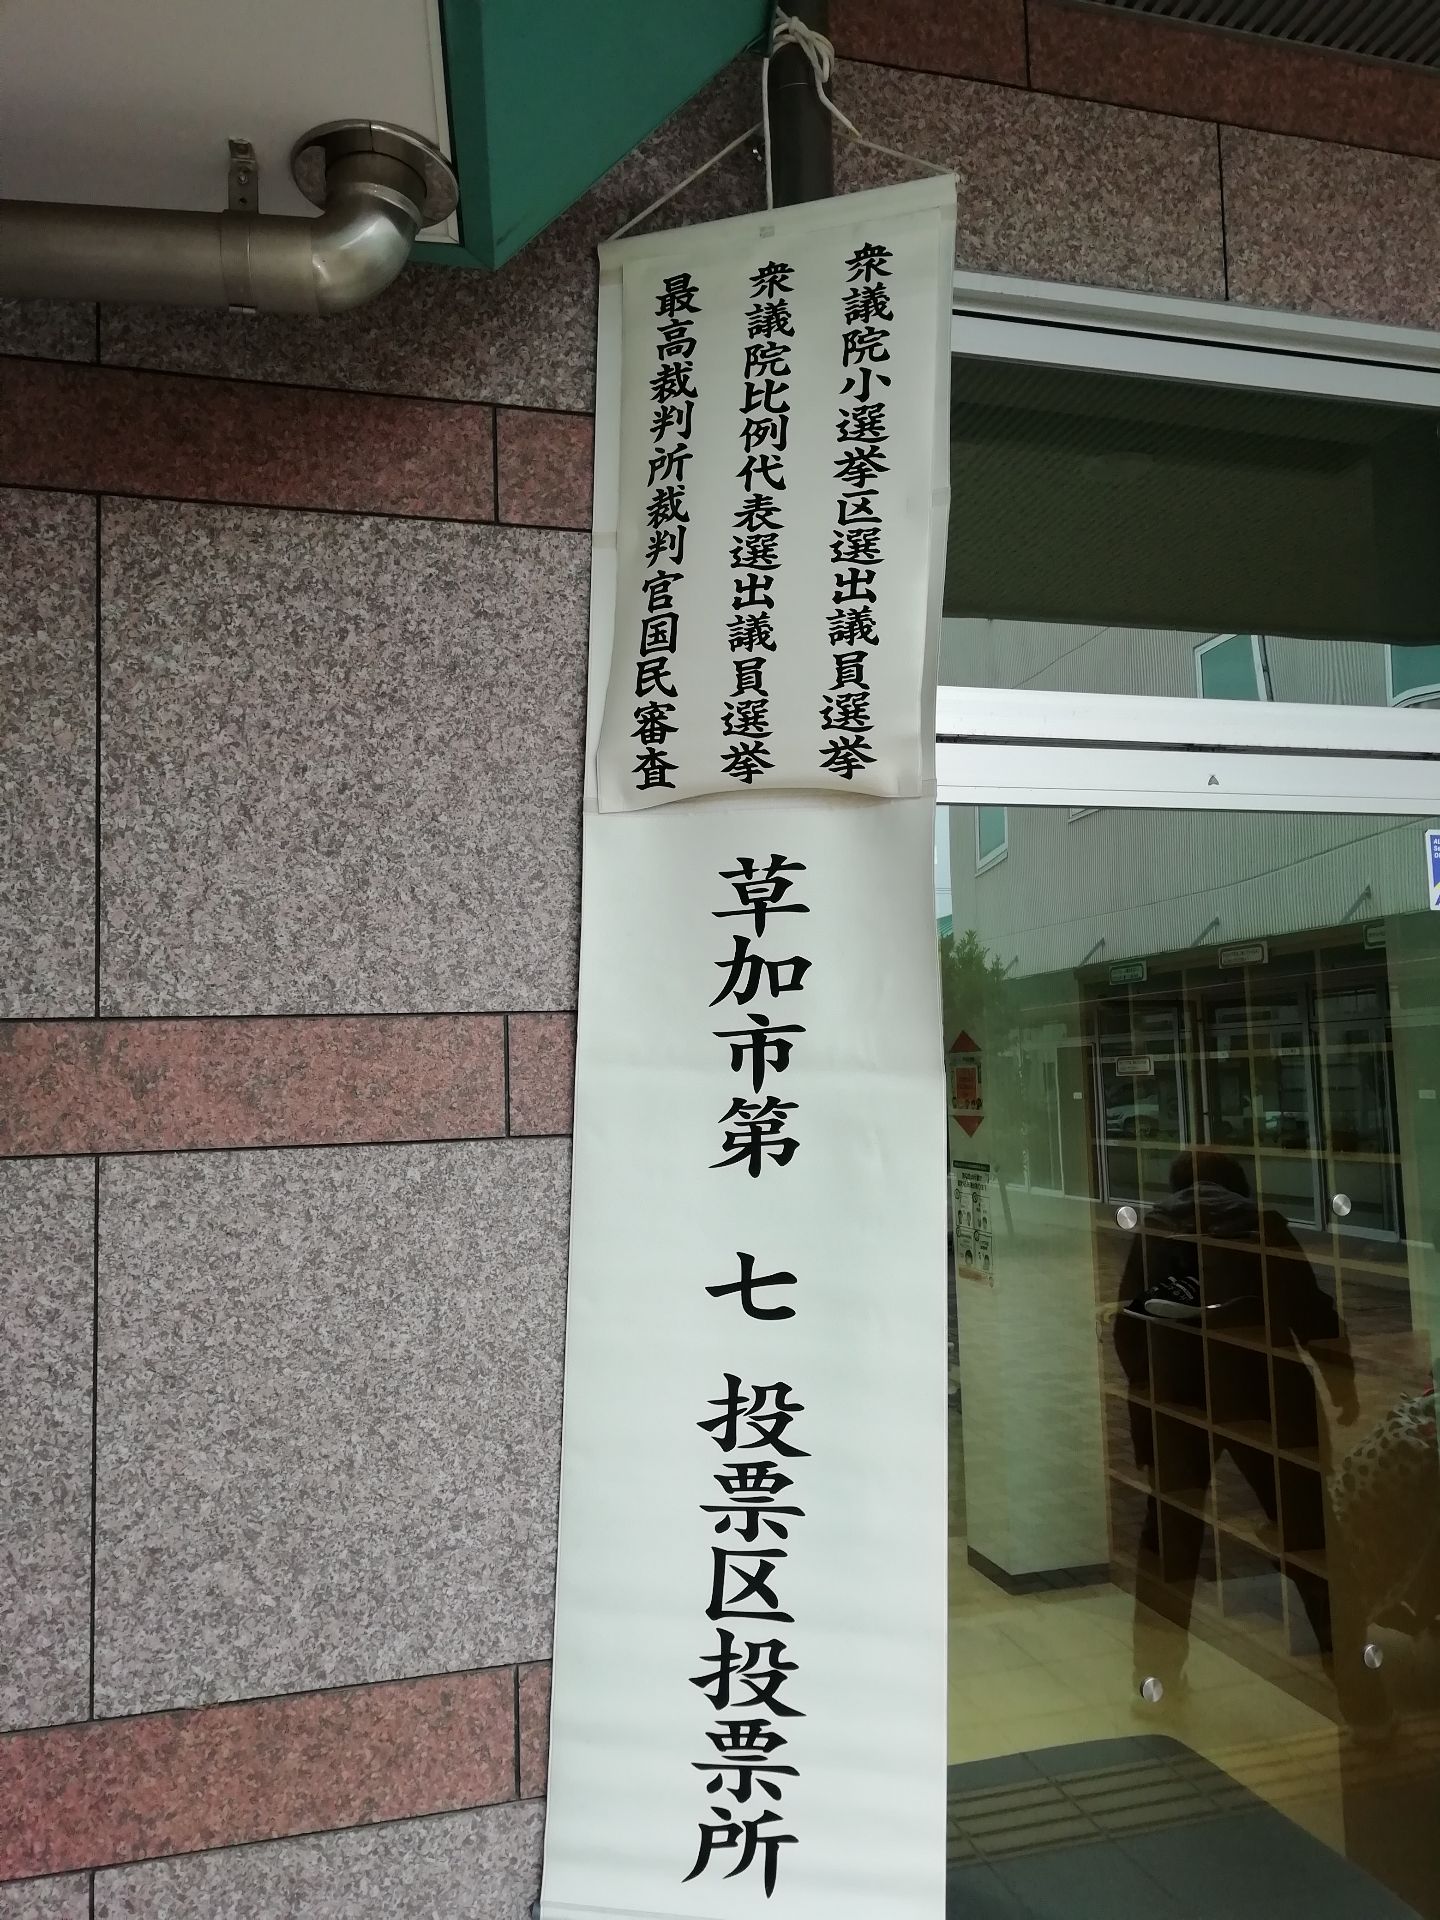 衆議院小選挙区選出議員選挙
衆議院比例代表選出議員選挙
最高裁判所裁判官国民審査
草加市第 七 投票区投票所